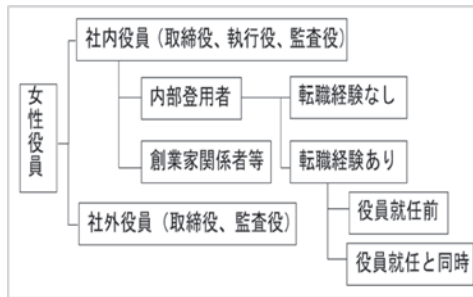 社内役員（取締役、執行役、監査役）
内部登用者
転職経験なし
女性役員
創業家関係者等
転職経験あり
社外役員（取締役、監査役）
役員就任前
役員就任と同時